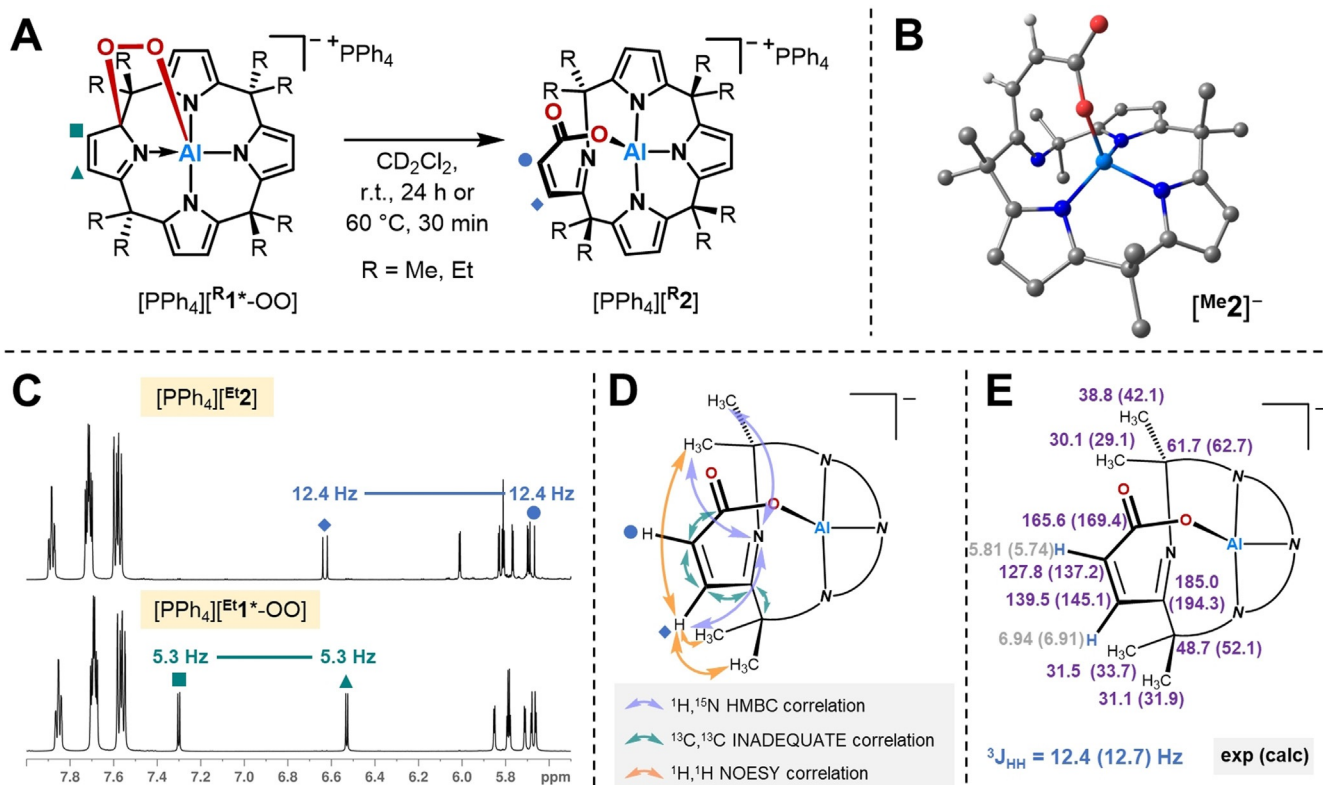 A
O O
R R R R
N
N Al N
N
R R R R
−+PPh4
[PPh4][R1*-OO]
CD2Cl2,
r.t., 24 h or
60 °C, 30 min
R = Me, Et
R R R R
N
O
O Al N
N
N
R R R R
−+PPh4
[PPh4][R2]
B
[Me2]−
C
[PPh4][Et2]
12.4 Hz 12.4 Hz
[PPh4][Et1*-OO]
5.3 Hz 5.3 Hz
7.8 7.6 7.4 7.2 7.0 6.8 6.6 6.4 6.2 6.0 5.8 ppm
D
−
H3C
H3C
N
O
O
Al N
H
N
N
H
H3C
H3C
1H,15N HMBC correlation
13C,13C INADEQUATE correlation
1H,1H NOESY correlation
E
−
38.8 (42.1)
H3C
30.1 (29.1) 61.7 (62.7)
H3C
N
O
165.6 (169.4) O
Al N
5.81 (5.74) H
N
127.8 (137.2) 185.0
139.5 (145.1) (194.3)
N
6.94 (6.91) H
H3C 48.7 (52.1)
31.5 (33.7) H3C
31.1 (31.9)
3JHH = 12.4 (12.7) Hz
exp (calc)